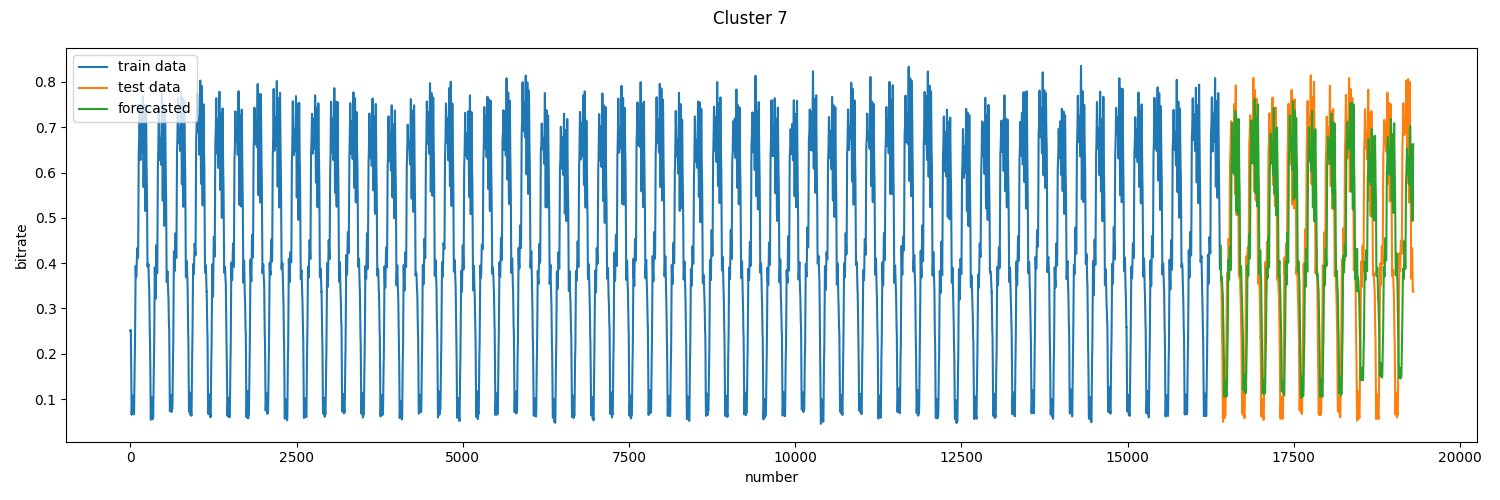 Cluster 7
train data
test data
forecasted
bitrate
0.8
0.7
0.6
0.5
0.4
0.3
0.2
0.1
0 2500 5000 7500 10000 12500 15000 17500 20000
number